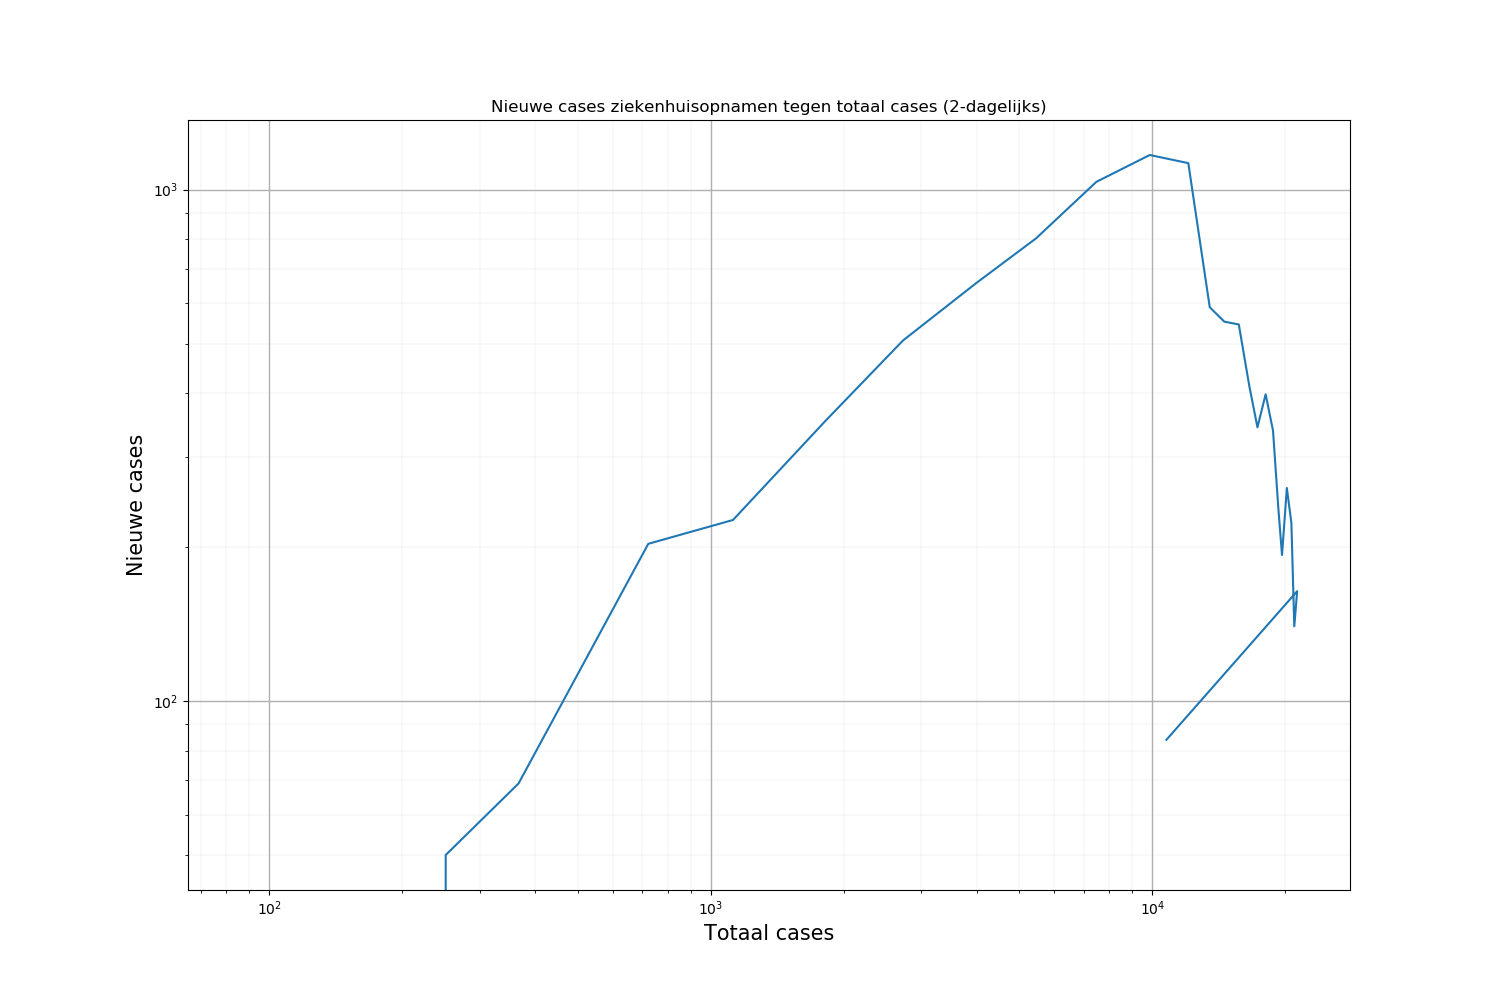 Nieuwe cases ziekenhuisopnamen tegen totaal cases (2-dagelijks)
10³
10²
Nieuwe cases
10² 10³ 10⁴
Totaal cases